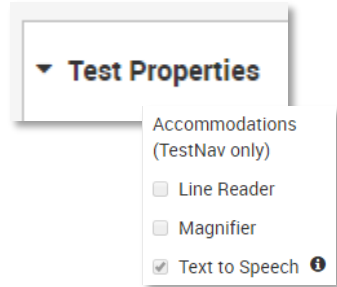 Test Properties
Accommodations
(TestNav only)
Line Reader
Magnifier
Text to Speech